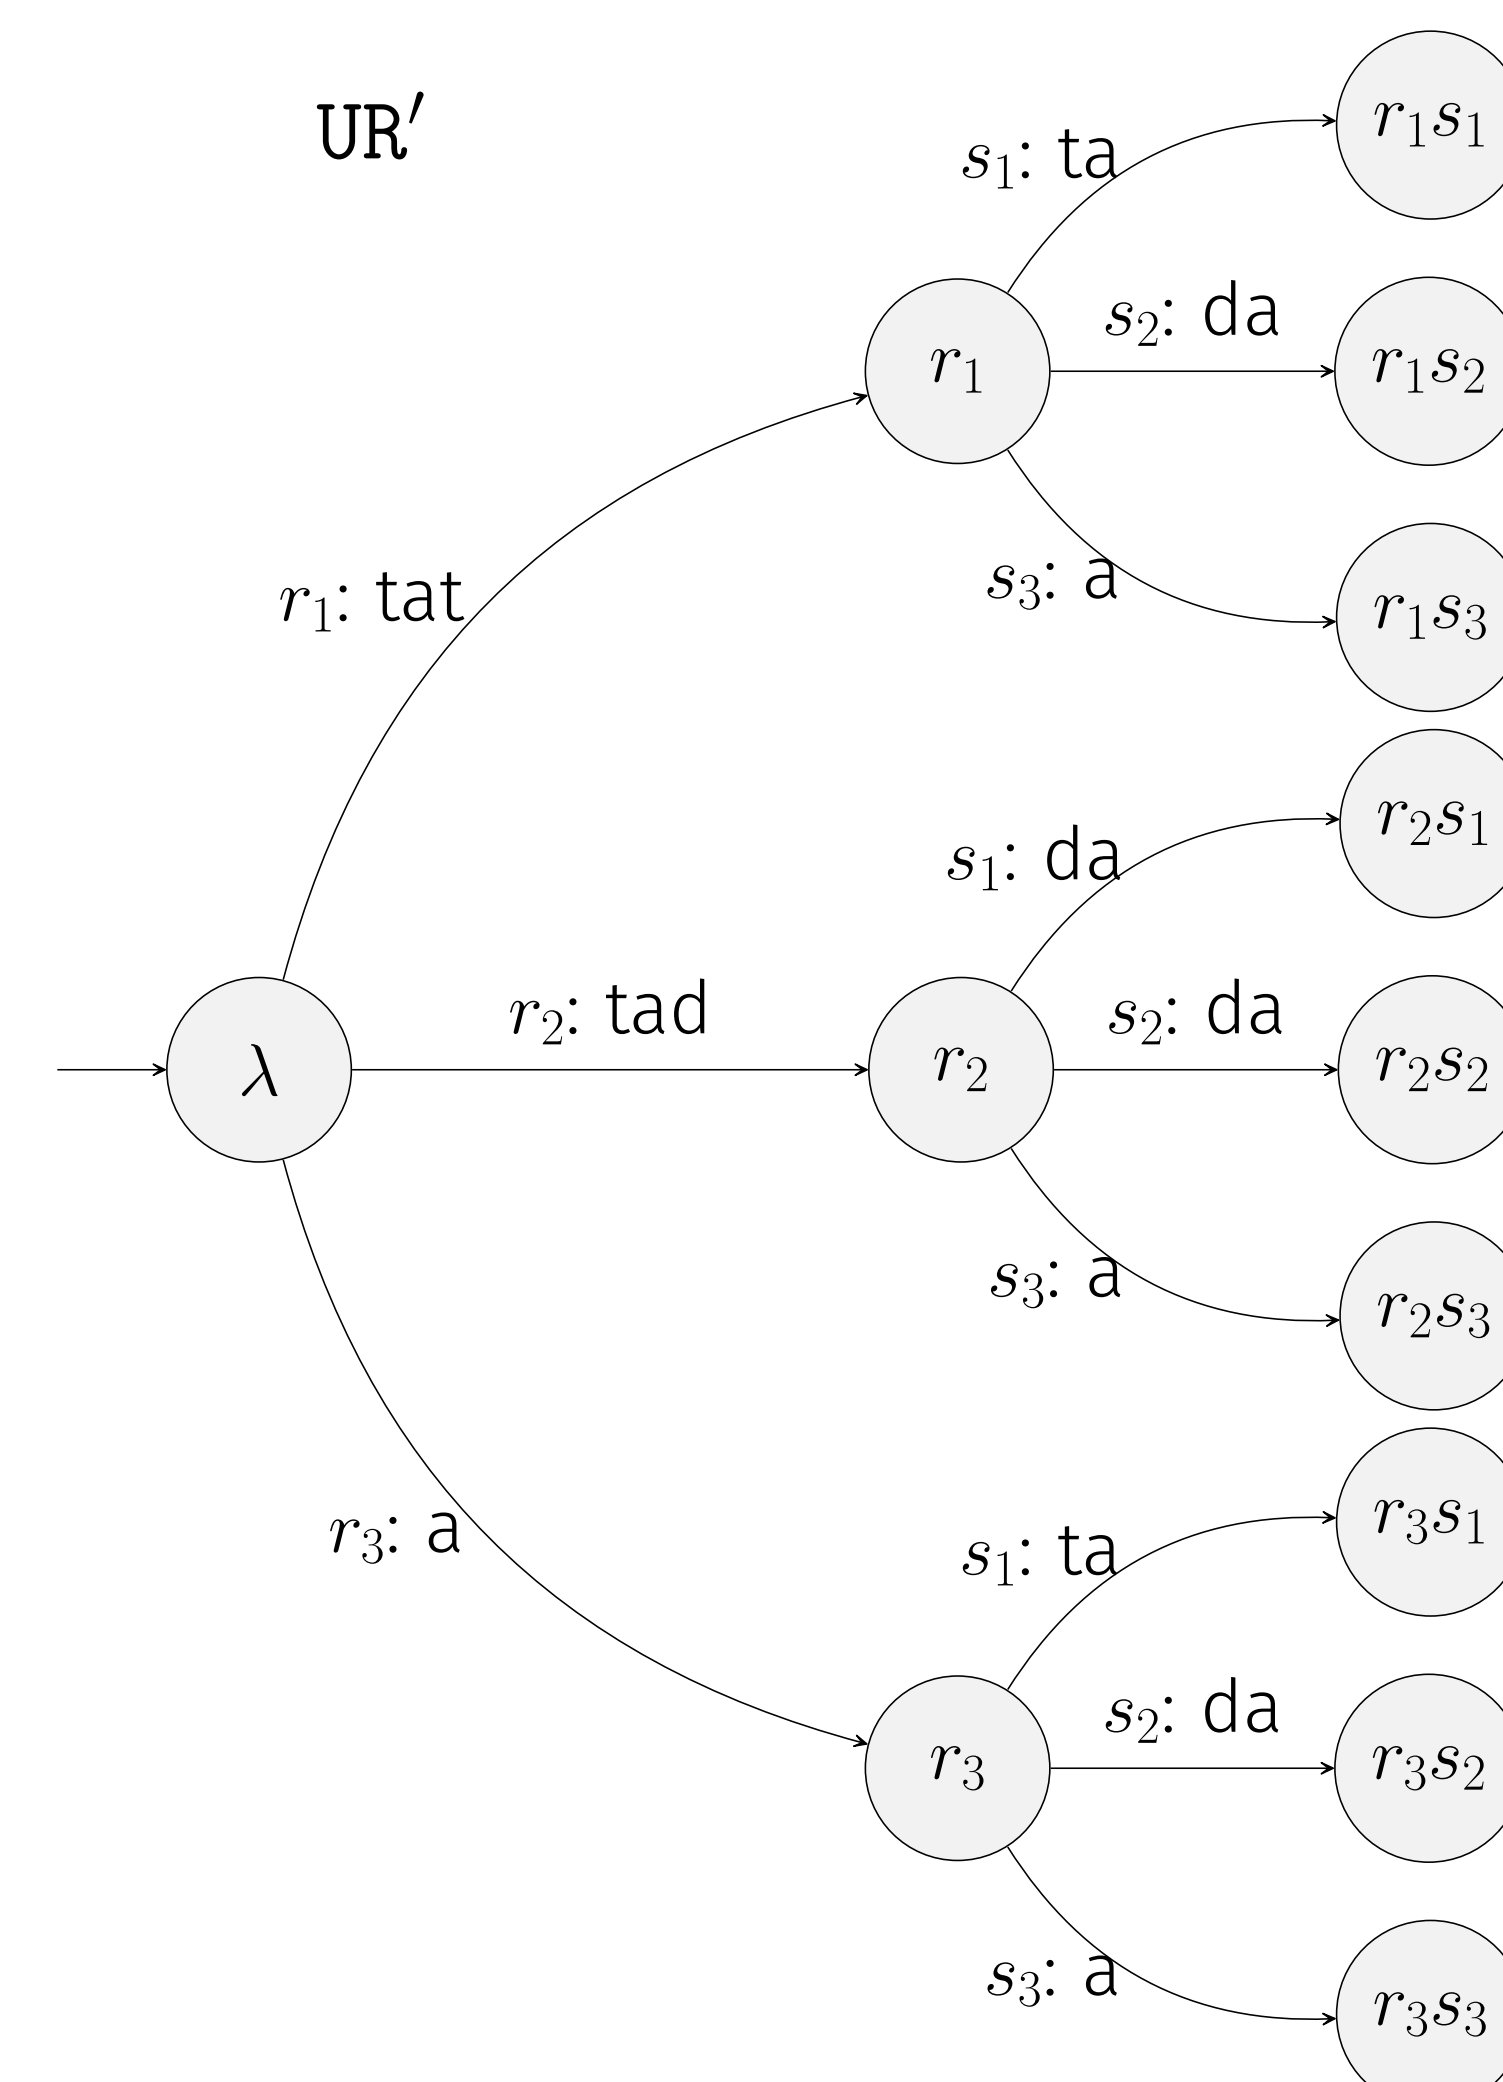 UR′
s₁: ta
r₁s₁
s₂: da
r₁
r₁s₂
s₃: a
r₁s₃
r₁: tat
s₁: da
r₂s₁
r₂: tad
s₂: da
λ
r₂
r₂s₂
s₃: a
r₂s₃
r₃: a
s₁: ta
r₃s₁
s₂: da
r₃
r₃s₂
s₃: a
r₃s₃